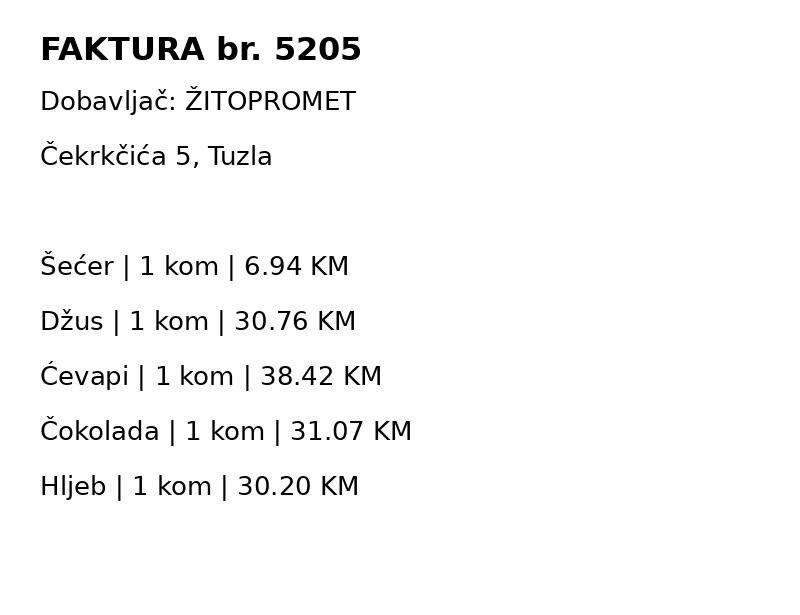 FAKTURA br. 5205
Dobavljač: ŽITOPROMET
Čekrkčića 5, Tuzla
Šećer | 1 kom | 6.94 KM
Džus | 1 kom | 30.76 KM
Ćevapi | 1 kom | 38.42 KM
Čokolada | 1 kom | 31.07 KM
Hljeb | 1 kom | 30.20 KM